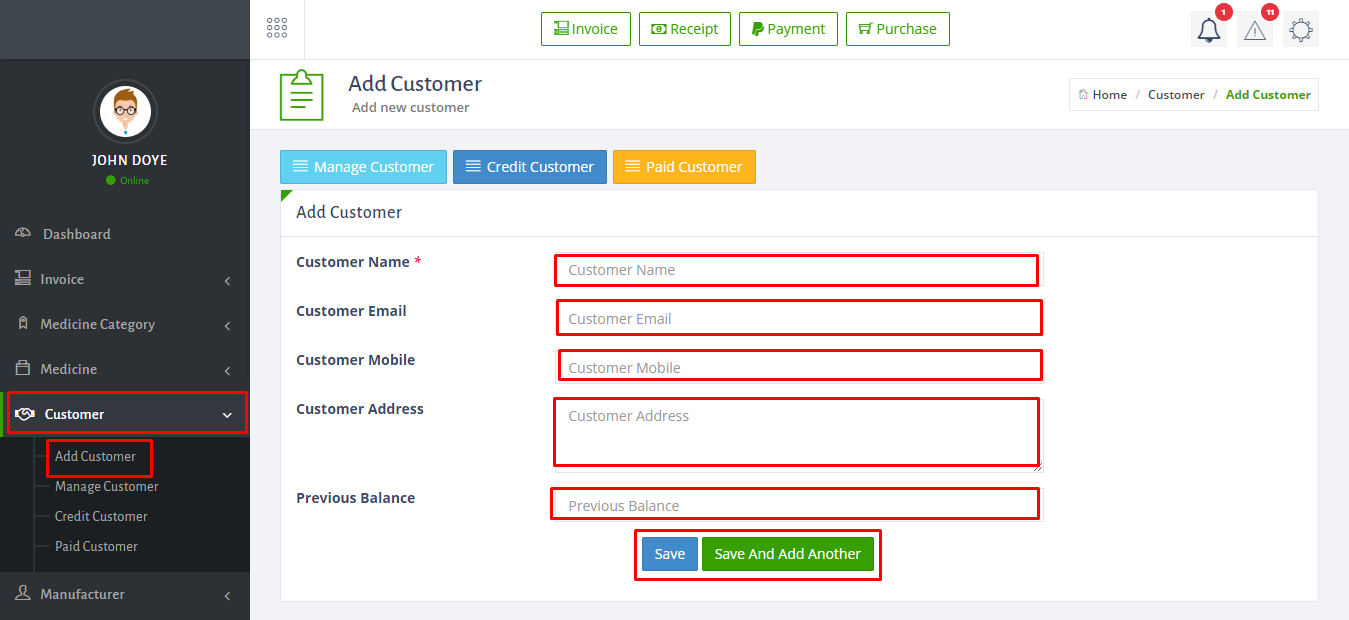 Invoice
Receipt
Payment
Purchase
1
11
Add Customer
Add new customer
Home / Customer / Add Customer
JOHN DOYE
Online
Dashboard
Invoice
Medicine Category
Medicine
Customer
Add Customer
Manage Customer
Credit Customer
Paid Customer
Manufacturer
Manage Customer
Credit Customer
Paid Customer
Add Customer
Customer Name *
Customer Name
Customer Email
Customer Email
Customer Mobile
Customer Mobile
Customer Address
Customer Address
Previous Balance
Previous Balance
Save
Save And Add Another